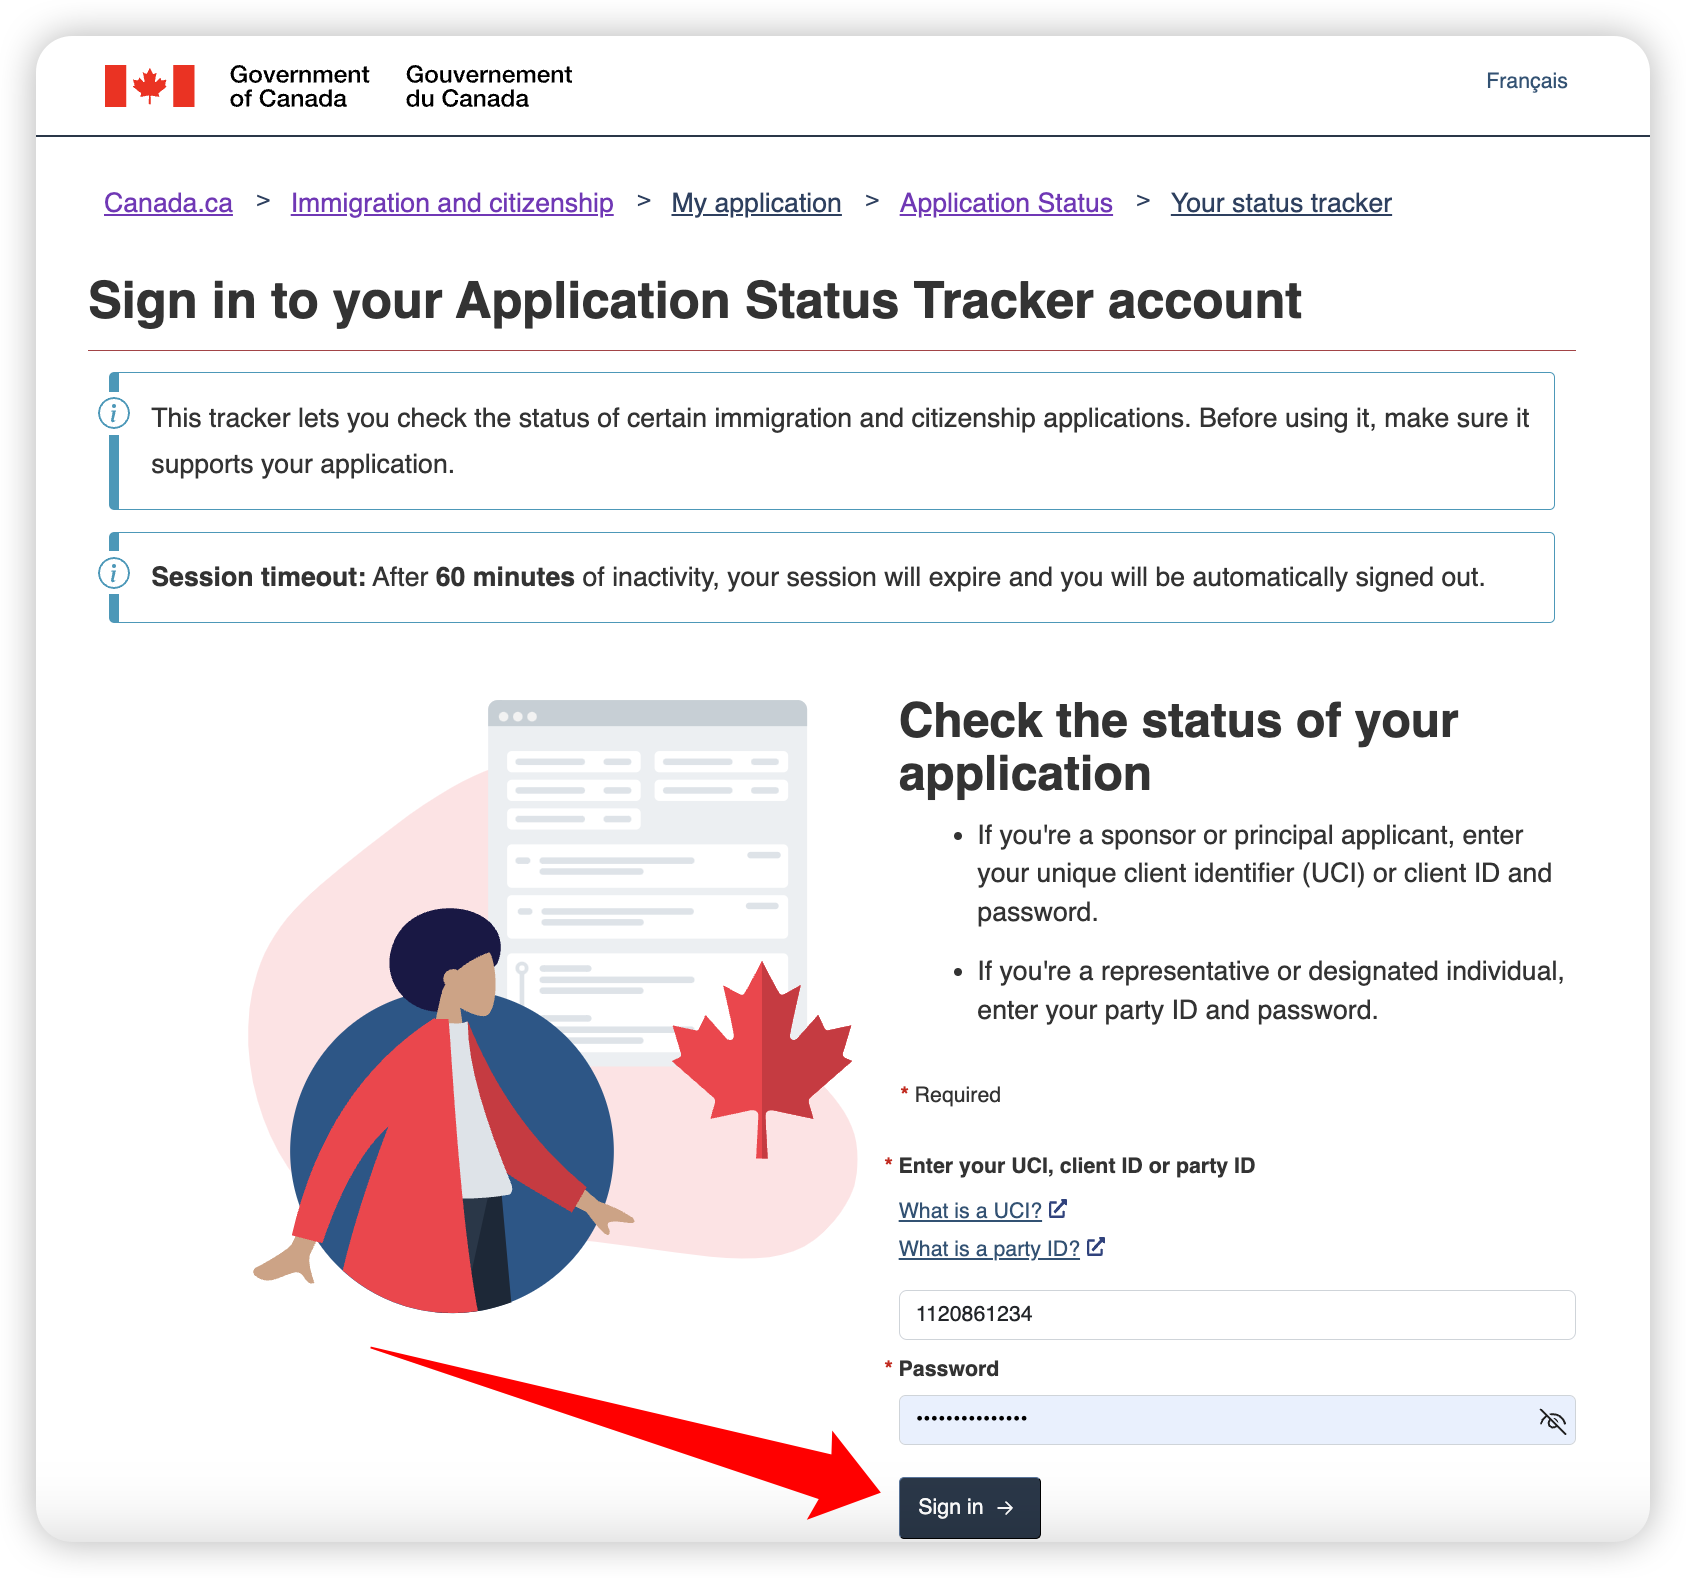 Government of Canada
Gouvernement du Canada
Français
Canada.ca > Immigration and citizenship > My application > Application Status > Your status tracker
Sign in to your Application Status Tracker account
This tracker lets you check the status of certain immigration and citizenship applications. Before using it, make sure it
supports your application.
Session timeout: After 60 minutes of inactivity, your session will expire and you will be automatically signed out.
Check the status of your
application
• If you're a sponsor or principal applicant, enter
your unique client identifier (UCI) or client ID and
password.
• If you're a representative or designated individual,
enter your party ID and password.
* Required
* Enter your UCI, client ID or party ID
What is a UCI?
What is a party ID?
1120861234
* Password
•••••••••••••••
Sign in →